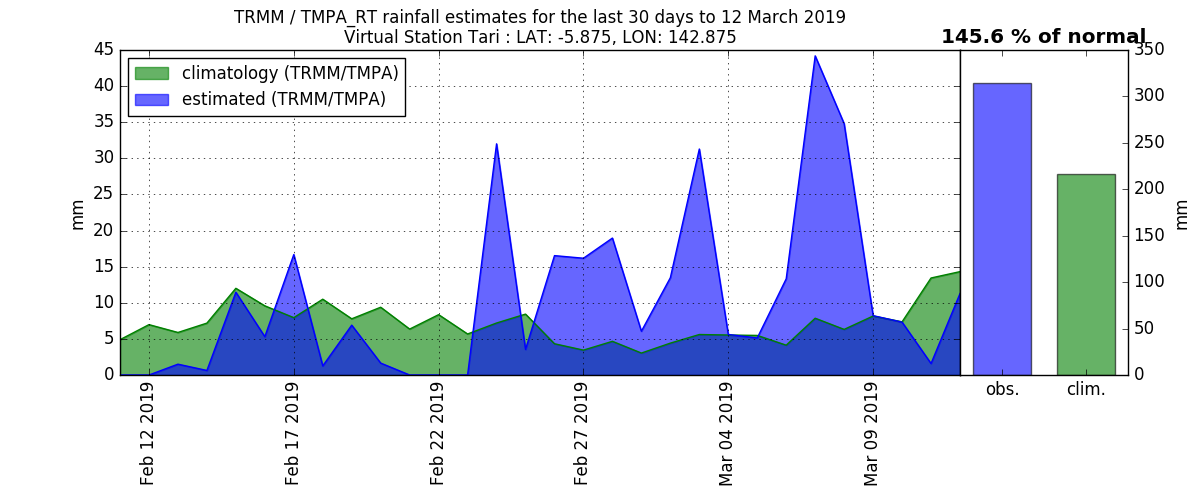 TRMM / TMPA_RT rainfall estimates for the last 30 days to 12 March 2019
Virtual Station Tari : LAT: -5.875, LON: 142.875
145.6 % of normal
climatology (TRMM/TMPA)
estimated (TRMM/TMPA)
45
40
35
30
25
20
15
10
5
0
mm
Feb 12 2019
Feb 17 2019
Feb 22 2019
Feb 27 2019
Mar 04 2019
Mar 09 2019
350
300
250
200
150
100
50
0
mm
obs.
clim.